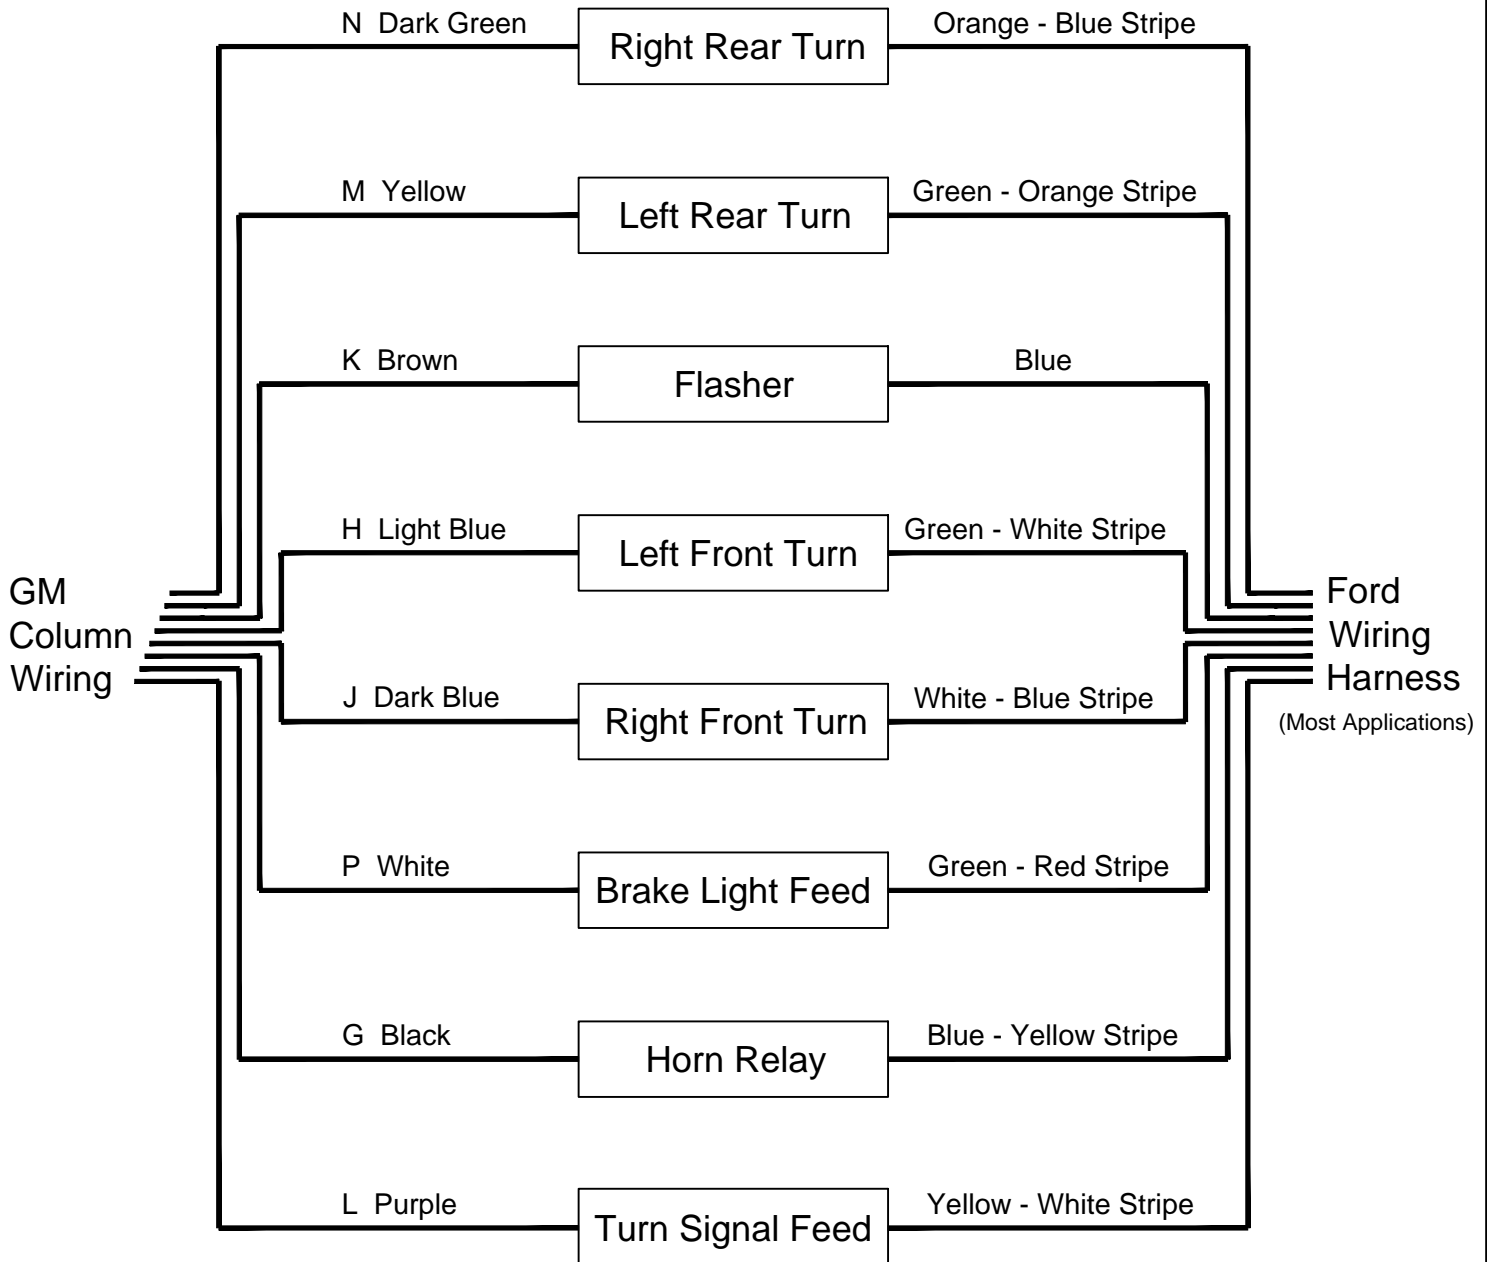 N Dark Green
Right Rear Turn
Orange - Blue Stripe
M Yellow
Left Rear Turn
Green - Orange Stripe
K Brown
Flasher
Blue
H Light Blue
Left Front Turn
Green - White Stripe
GM
Column
Wiring
Ford
Wiring
Harness
(Most Applications)
J Dark Blue
Right Front Turn
White - Blue Stripe
P White
Brake Light Feed
Green - Red Stripe
G Black
Horn Relay
Blue - Yellow Stripe
L Purple
Turn Signal Feed
Yellow - White Stripe